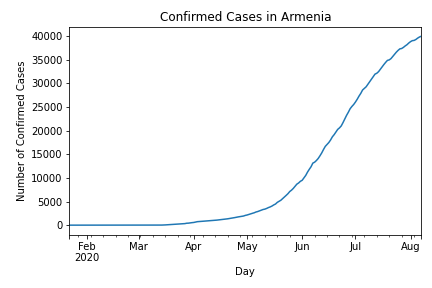 Confirmed Cases in Armenia
Number of Confirmed Cases
40000
35000
30000
25000
20000
15000
10000
5000
0
Feb Mar Apr May Jun Jul Aug
2020
Day